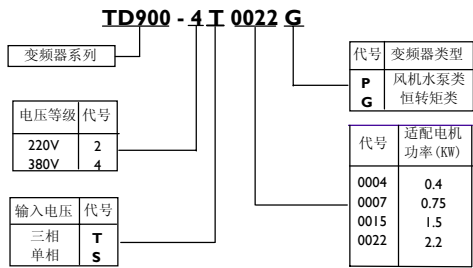 TD900 - 4 T 0022 G
变频器系列
电压等级 代号
220V 2
380V 4
输入电压 代号
三相 T
单相 S
代号 变频器类型
P 风机水泵类
G 恒转矩类
代号 适配电机功率(KW)
0004 0.4
0007 0.75
0015 1.5
0022 2.2